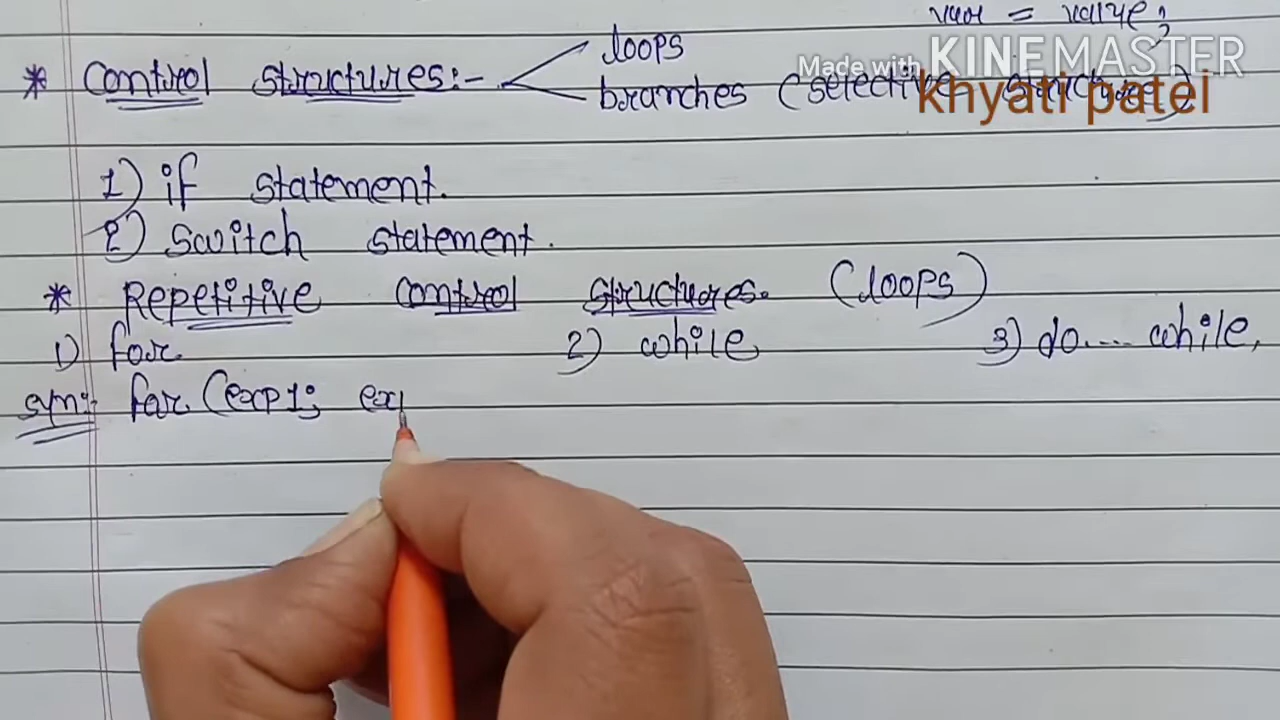 var = value;
Made with KINEMASTER
loops
* Control structures:-
branches (selective structure)
khyati patel
1) if statement.
2) switch statement.
* Repetitive control structures. (loops)
1) for 2) while 3) do.... while,
syn:- for (exp1; ex